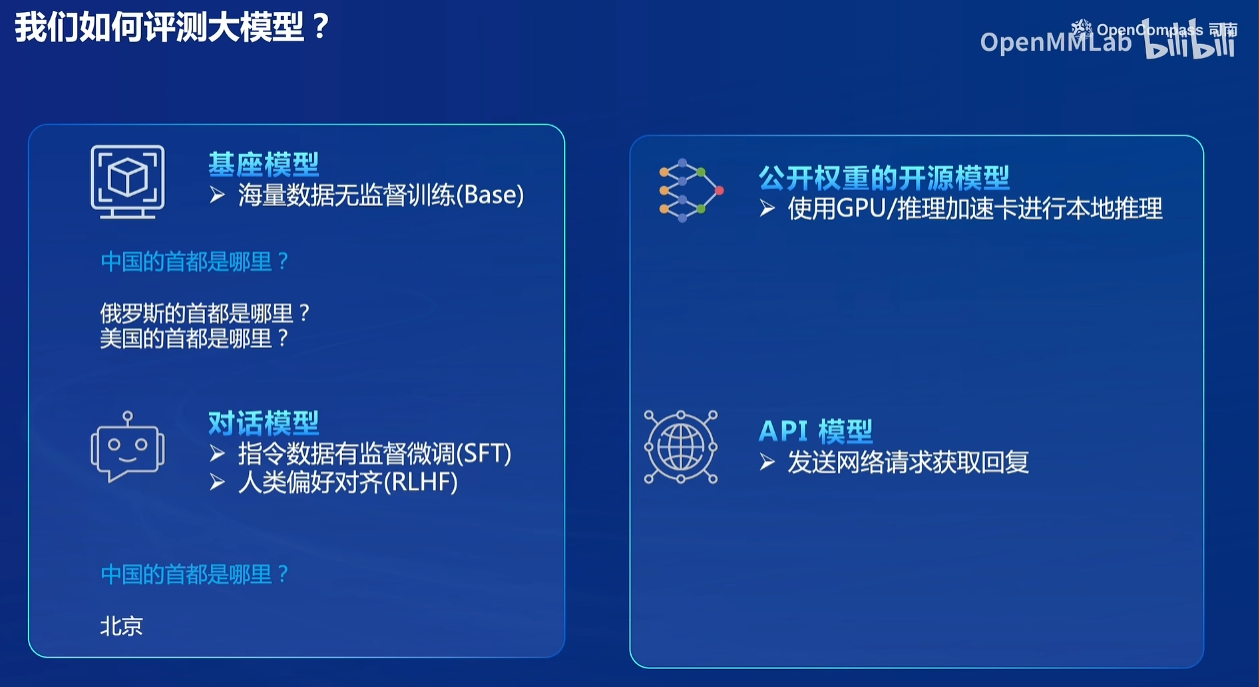 我们如何评测大模型？
OpenCompass 司南
OpenMMLab bilibili
基座模型
➢ 海量数据无监督训练(Base)
中国的首都是哪里？
俄罗斯的首都是哪里？
美国的首都是哪里？
对话模型
➢ 指令数据有监督微调(SFT)
➢ 人类偏好对齐(RLHF)
中国的首都是哪里？
北京
公开权重的开源模型
➢ 使用GPU/推理加速卡进行本地推理
API 模型
➢ 发送网络请求获取回复